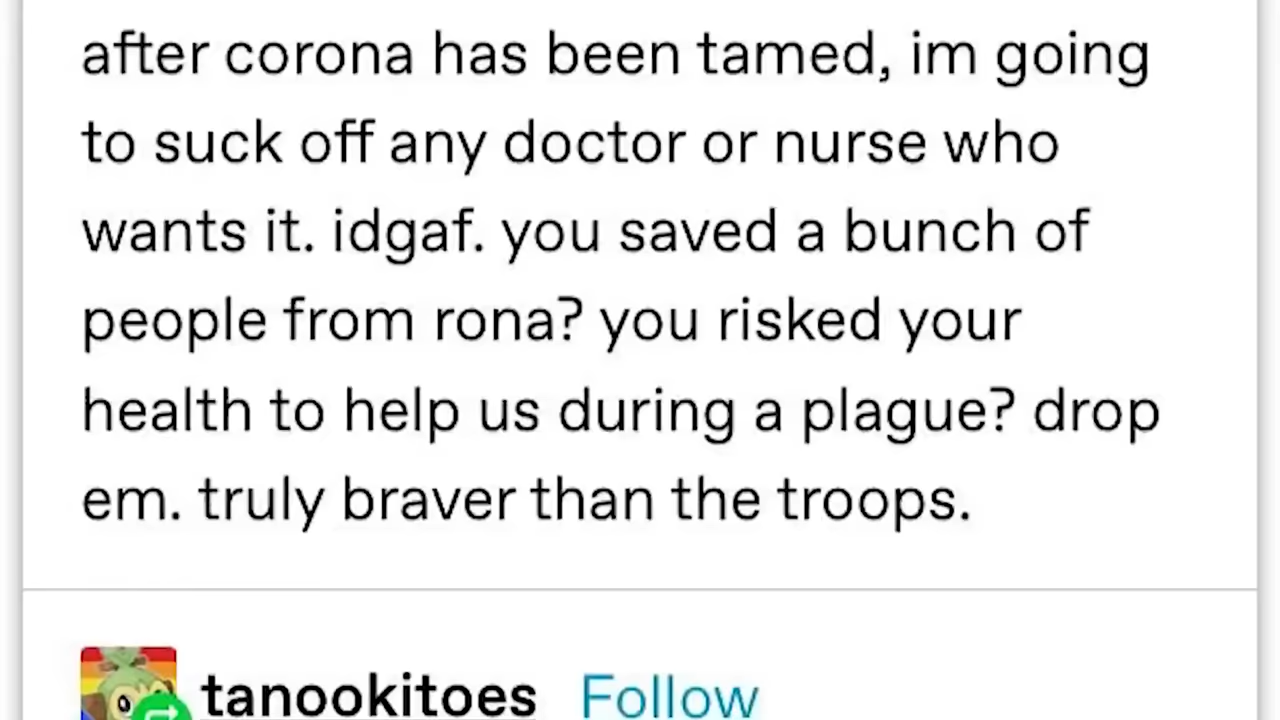 after corona has been tamed, im going
to suck off any doctor or nurse who
wants it. idgaf. you saved a bunch of
people from rona? you risked your
health to help us during a plague? drop
em. truly braver than the troops.
tanookitoes Follow